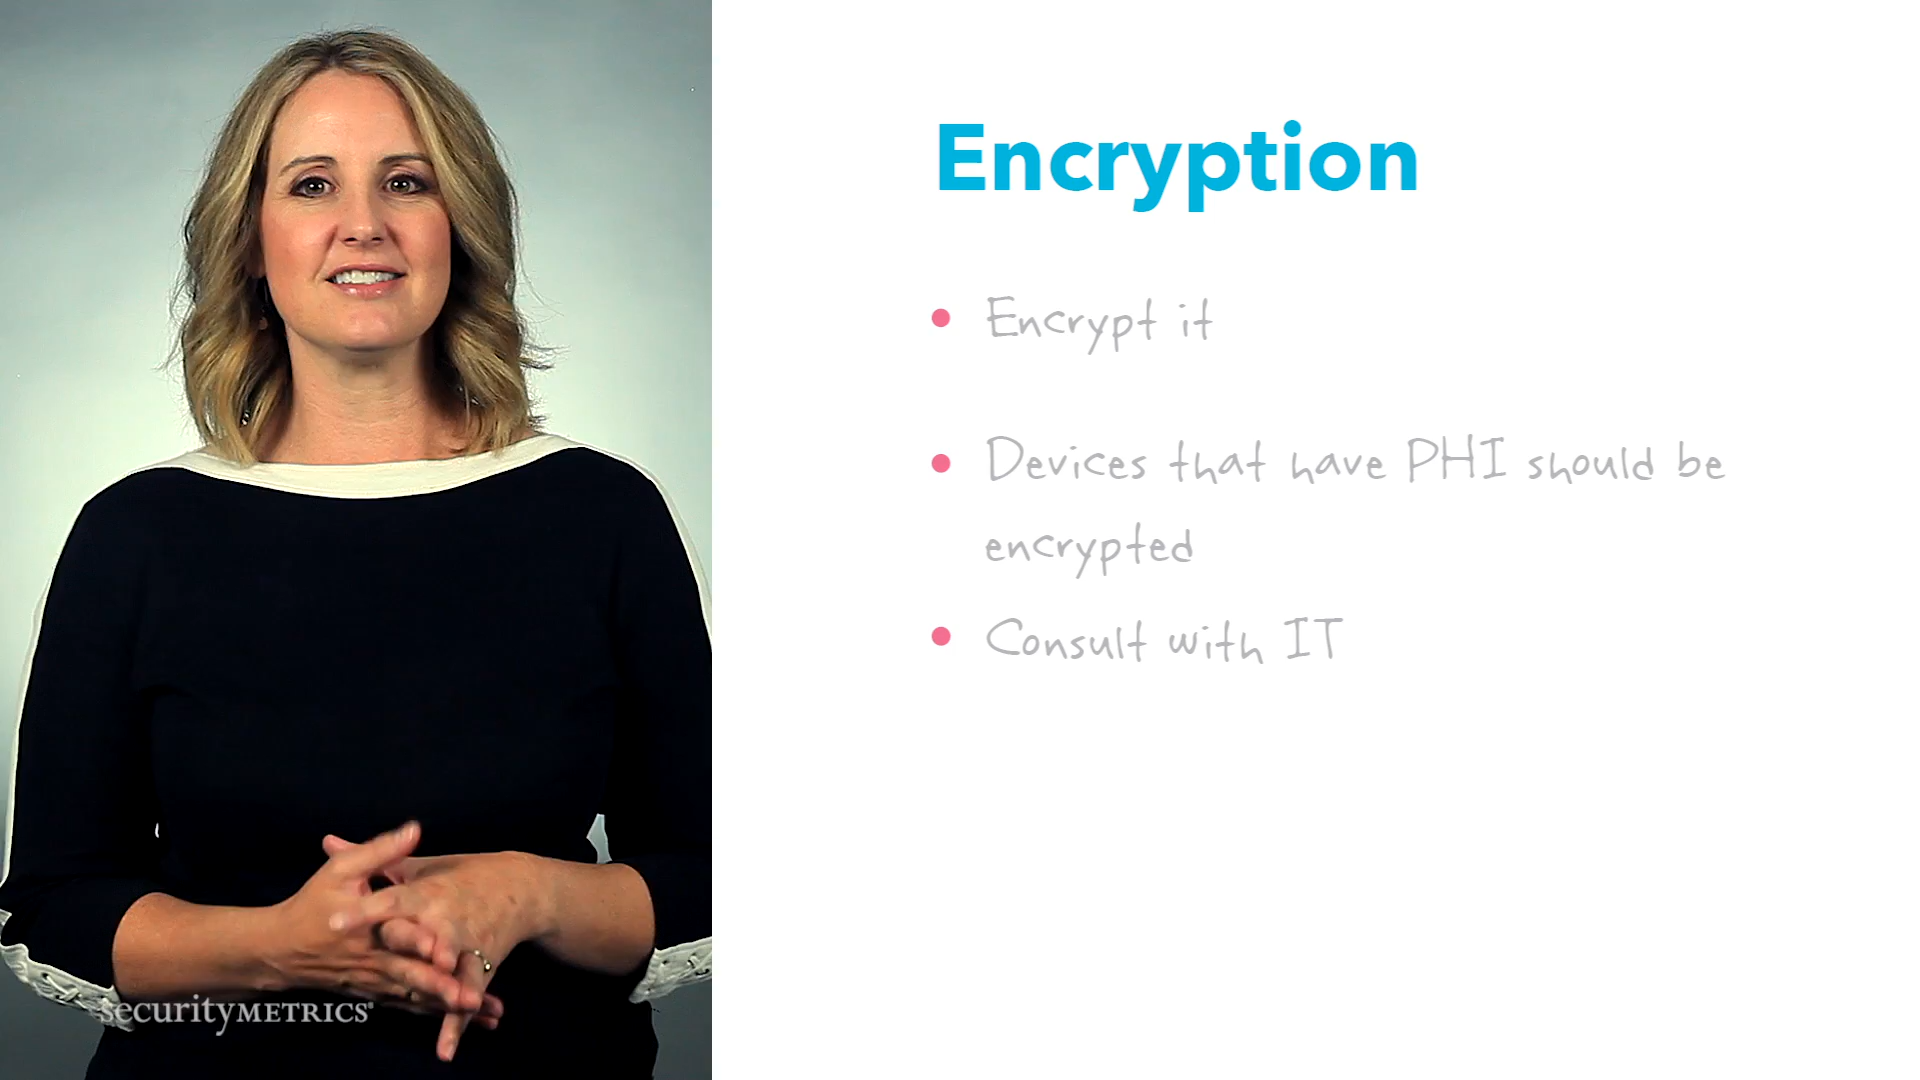 Encryption
Encrypt it
Devices that have PHI should be
encrypted
Consult with IT
securityMETRICS®